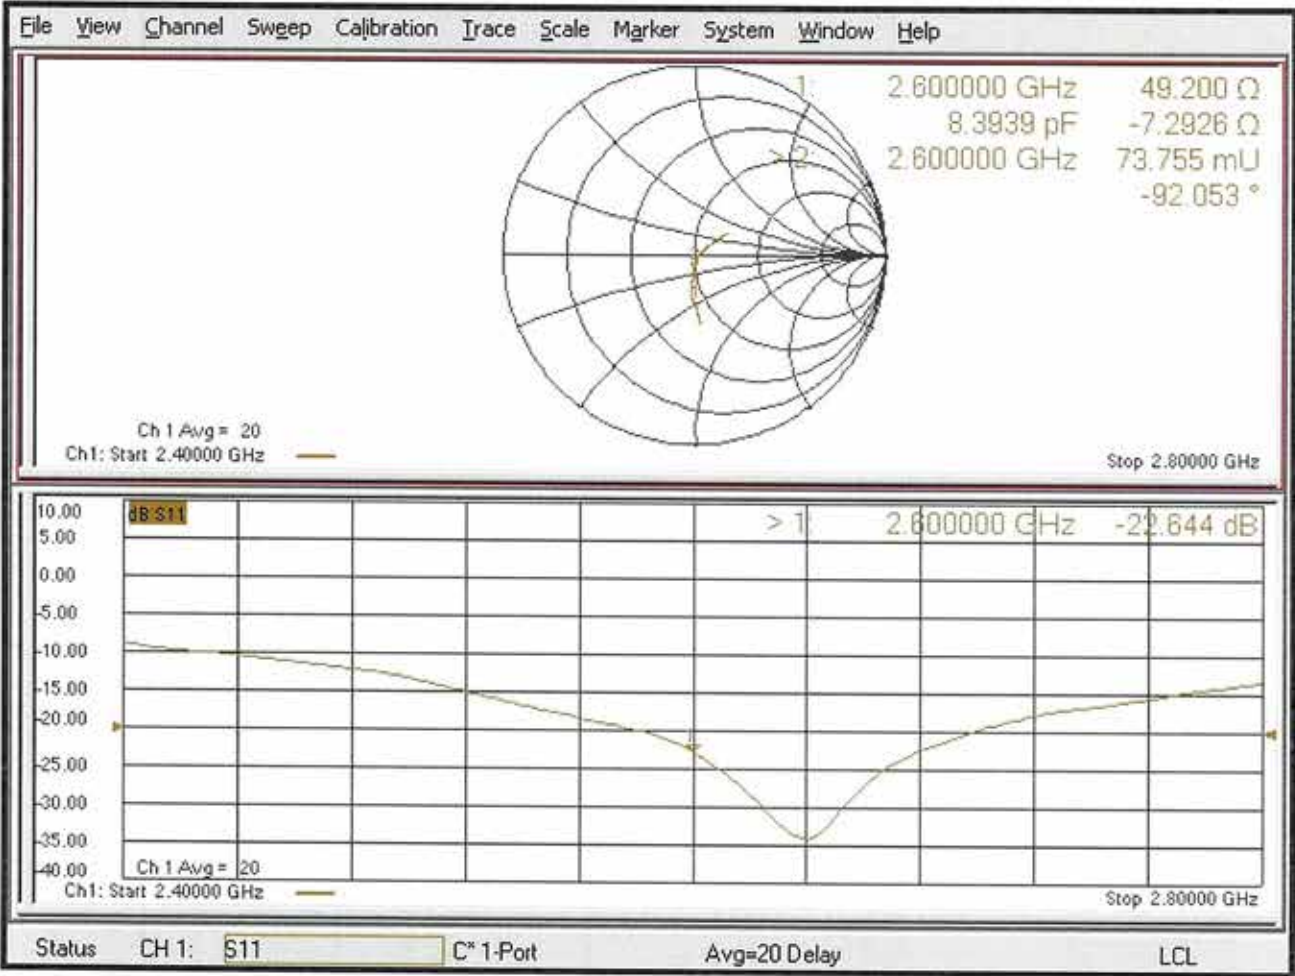 File View Channel Sweep Calibration Trace Scale Marker System Window Help
1: 2.600000 GHz 49.200 Ω
8.3939 pF -7.2926 Ω
> 2: 2.600000 GHz 73.755 mU
-92.053 °
Ch 1 Avg = 20
Ch1: Start 2.40000 GHz
Stop 2.80000 GHz
10.00
dB S11
> 1: 2.600000 GHz -22.644 dB
5.00
0.00
-5.00
-10.00
-15.00
-20.00
-25.00
-30.00
-35.00
-40.00
Ch 1 Avg = 20
Ch1: Start 2.40000 GHz
Stop 2.80000 GHz
Status CH 1: S11 C* 1-Port Avg=20 Delay LCL